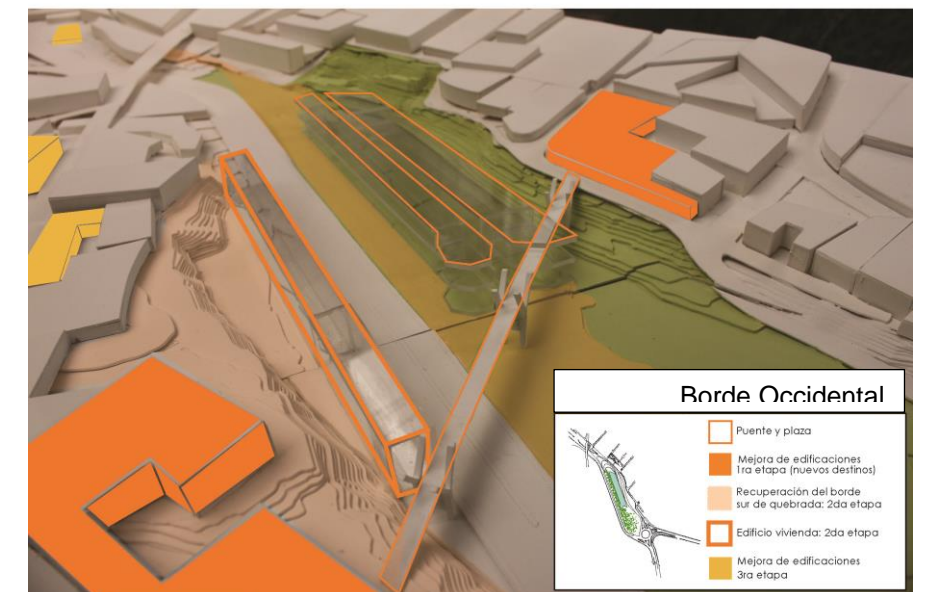 Borde Occidental
Puente y plaza
Mejora de edificaciones
1ra etapa (nuevos destinos)
Recuperación del borde
sur de quebrada: 2da etapa
Edificio vivienda: 2da etapa
Mejora de edificaciones
3ra etapa